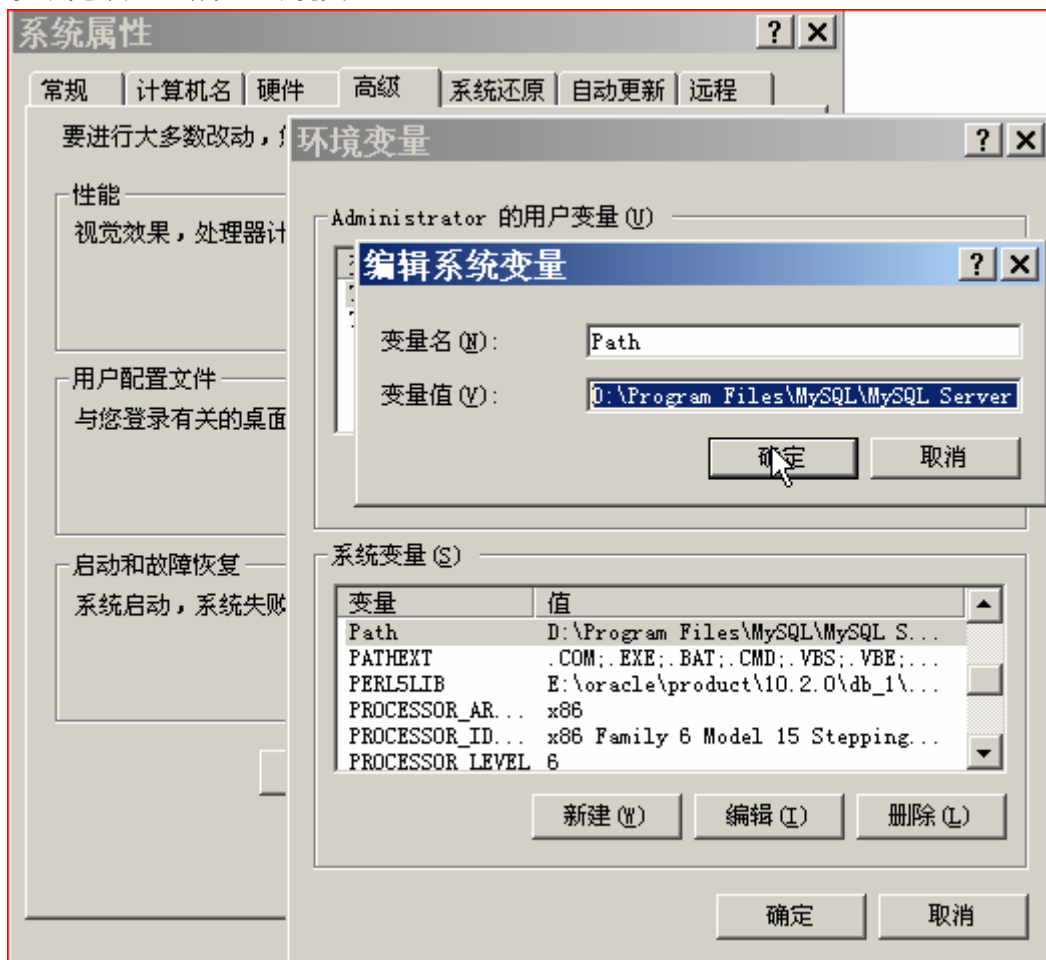 系统属性
常规 计算机名 硬件 高级 系统还原 自动更新 远程
要进行大多数改动,
性能
视觉效果,处理器计
用户配置文件
与您登录有关的桌面
启动和故障恢复
系统启动,系统失败
环境变量
Administrator 的用户变量(U)
编辑系统变量
变量名(N): Path
变量值(V): D:\Program Files\MySQL\MySQL Server
确定 取消
系统变量(S)
变量 值
Path D:\Program Files\MySQL\MySQL S...
PATHEXT .COM;.EXE;.BAT;.CMD;.VBS;.VBE;...
PERL5LIB E:\oracle\product\10.2.0\db_1\...
PROCESSOR_AR... x86
PROCESSOR_ID... x86 Family 6 Model 15 Stepping...
PROCESSOR_LEVEL 6
新建(W) 编辑(I) 删除(L)
确定 取消